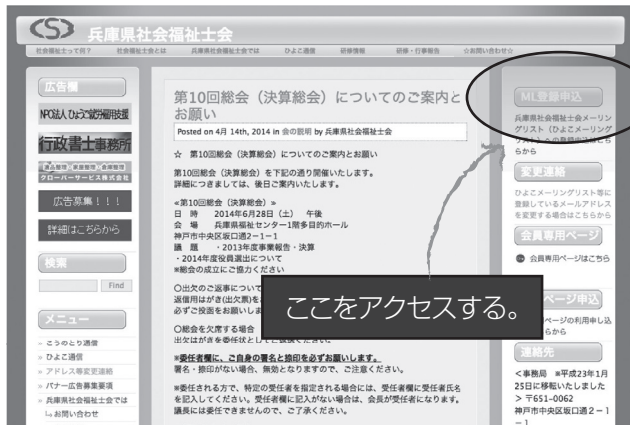 兵庫県社会福祉士会
社会福祉士って何？ 社会福祉士とは 兵庫県社会福祉士会では ひよこ通信 研修情報 研修・行事報告 ☆お問い合わせ☆
広告欄
NPO法人 ひょうご就労雇用支援
行政書士事務所
遺品整理 家屋整理 倉庫整理
クローバーサービス株式会社
広告募集！！！
詳細はこちらから
検索
Find
メニュー
» こうのとり通信
» ひよこ通信
» アドレス等変更連絡
» バナー広告募集要項
» 兵庫県社会福祉士会では
お問い合わせ
第10回総会（決算総会）についてのご案内と
お願い
Posted on 4月 14th, 2014 in 会の説明 by 兵庫県社会福祉士会
☆ 第10回総会（決算総会）についてのご案内とお願い
第10回総会（決算総会）を下記の通り開催いたします。
詳細につきましては、後日ご案内いたします。
≪第10回総会（決算総会）≫
日 時 2014年6月28日（土） 午後
会 場 兵庫県福祉センター1階多目的ホール
神戸市中央区坂口通2－1－1
議 題 ・2013年度事業報告・決算
・2014年度役員選出について
※総会の成立にご協力ください
〇出欠のご返事について
返信用はがき(出欠票)を
必ずご投函をお願いしま
〇総会を欠席する場合
出欠はがきを委任状としてご返信ください。
※委任者欄に、ご自身の署名と捺印を必ずお願いします。
署名・捺印がない場合、無効となりますので、ご注意ください。
※委任される方で、特定の受任者を指定される場合には、受任者欄に受任者氏名
を記入してください。受任者欄に記入がない場合は、会長が受任者になります。
議長には委任できませんので、ご了承ください。
ML登録申込
兵庫県社会福祉士会メーリン
グリスト（ひよこメーリング
リスト）への登録申込はこち
らから
変更連絡
ひよこメーリングリスト等に
登録しているメールアドレス
を変更する場合はこちらから
会員専用ページ
会員専用ページはこちら
ページ申込
ページの利用申し込
らから
連絡先
＜事務局 ※平成23年1月
25日に移転いたしました
＞ 〒651-0062
神戸市中央区坂口通2－1
－1
ここをアクセスする。